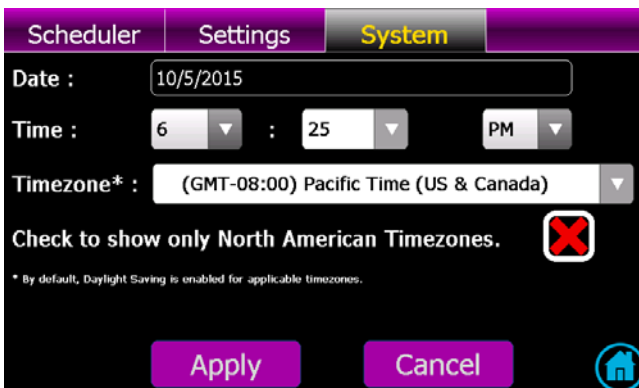 Scheduler Settings System
Date : 10/5/2015
Time : 6 : 25 PM
Timezone* : (GMT-08:00) Pacific Time (US & Canada)
Check to show only North American Timezones.
* By default, Daylight Saving is enabled for applicable timezones.
Apply Cancel